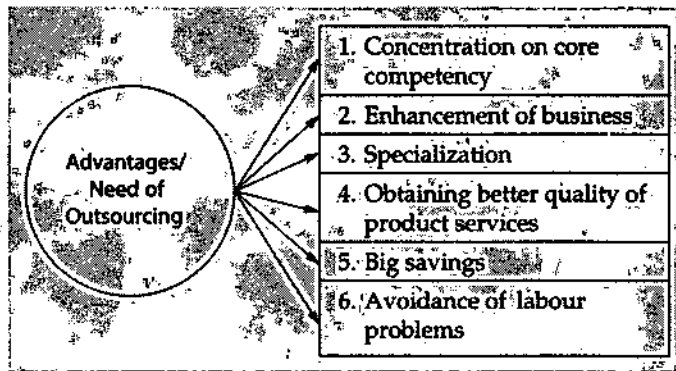 Advantages/
Need of
Outsourcing
1. Concentration on core
competency
2. Enhancement of business
3. Specialization
4. Obtaining better quality of
product services
5. Big savings
6. Avoidance of labour
problems